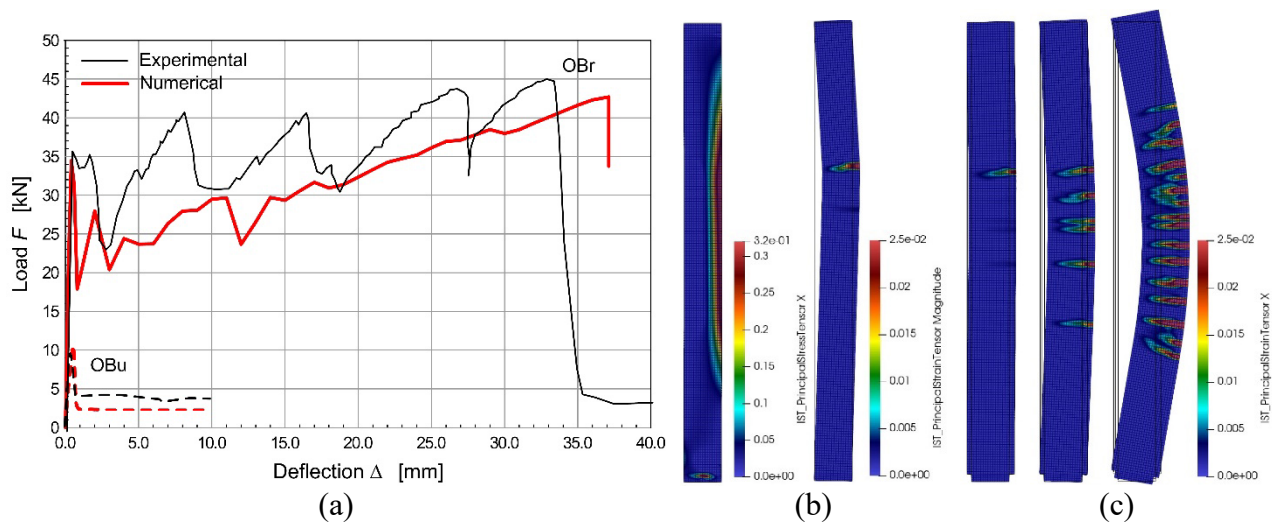 50
45
40
35
30
25
20
15
10
5
0
Load F [kN]
Experimental
Numerical
OBr
OBu
0.0 5.0 10.0 15.0 20.0 25.0 30.0 35.0 40.0
Deflection Δ [mm]
(a)
3.2e-01
0.3
0.25
0.2
0.15
0.1
0.05
0.0e+00
IST_PrincipalStressTensor X
2.5e-02
0.02
0.015
0.01
0.005
0.0e+00
IST_PrincipalStrainTensor Magnitude
(b)
2.5e-02
0.02
0.015
0.01
0.005
0.0e+00
IST_PrincipalStrainTensor X
(c)